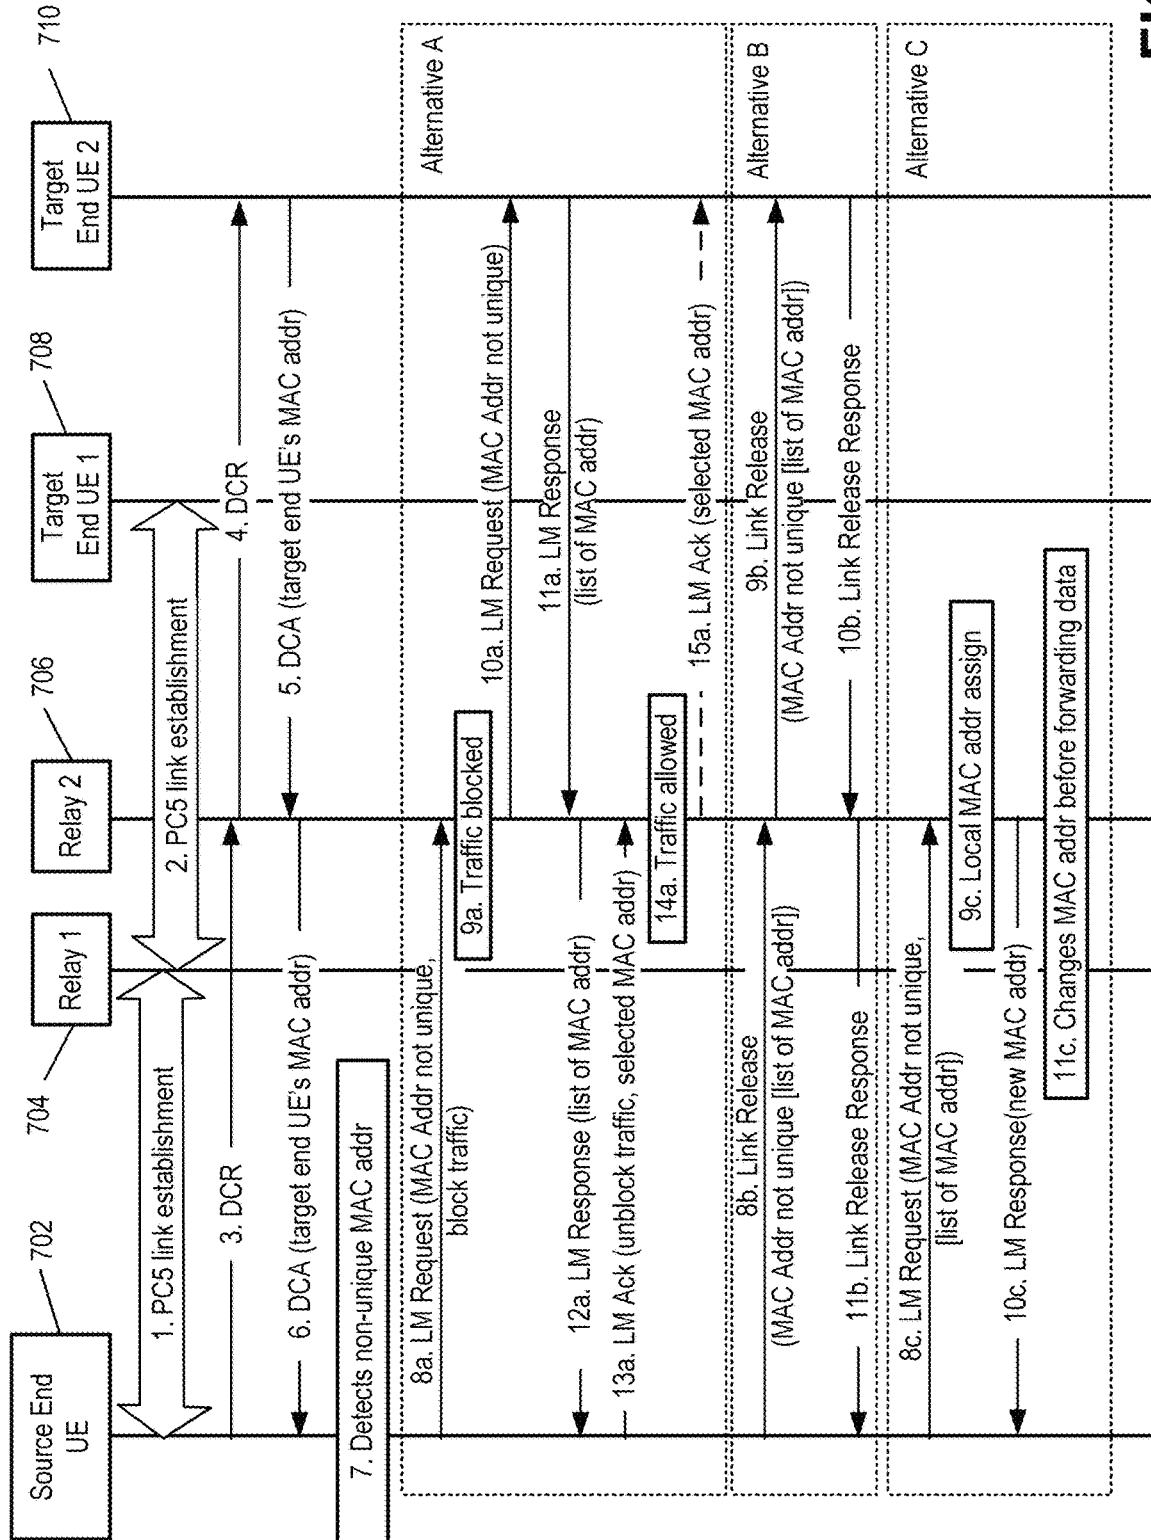 Source End
UE
702
Relay 1
704
Relay 2
706
Target
End UE 1
708
Target
End UE 2
710
1. PC5 link establishment
2. PC5 link establishment
3. DCR
4. DCR
5. DCA (target end UE's MAC addr)
6. DCA (target end UE's MAC addr)
7. Detects non-unique MAC addr
Alternative A
8a. LM Request (MAC Addr not unique,
block traffic)
9a. Traffic blocked
10a. LM Request (MAC Addr not unique)
11a. LM Response
(list of MAC addr)
12a. LM Response (list of MAC addr)
13a. LM Ack (unblock traffic, selected MAC addr)
14a. Traffic allowed
15a. LM Ack (selected MAC addr)
Alternative B
8b. Link Release
(MAC Addr not unique [list of MAC addr])
9b. Link Release
(MAC Addr not unique [list of MAC addr])
10b. Link Release Response
11b. Link Release Response
Alternative C
8c. LM Request (MAC Addr not unique,
[list of MAC addr])
9c. Local MAC addr assign
10c. LM Response(new MAC addr)
11c. Changes MAC addr before forwarding data